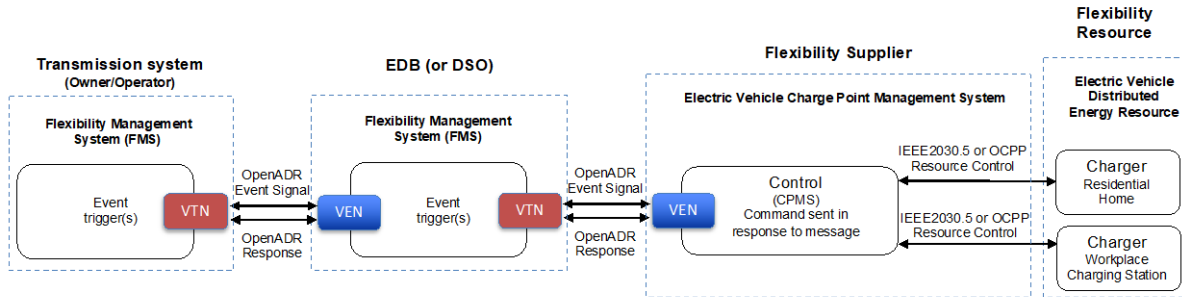 Transmission system
(Owner/Operator)
Flexibility Management
System (FMS)
Event
trigger(s)
VTN
OpenADR
Event Signal
OpenADR
Response
EDB (or DSO)
Flexibility Management
System (FMS)
VEN
Event
trigger(s)
VTN
OpenADR
Event Signal
OpenADR
Response
Flexibility Supplier
Electric Vehicle Charge Point Management System
VEN
Control
(CPMS)
Command sent in
response to message
IEEE2030.5 or OCPP
Resource Control
IEEE2030.5 or OCPP
Resource Control
Flexibility
Resource
Electric Vehicle
Distributed
Energy Resource
Charger
Residential
Home
Charger
Workplace
Charging Station